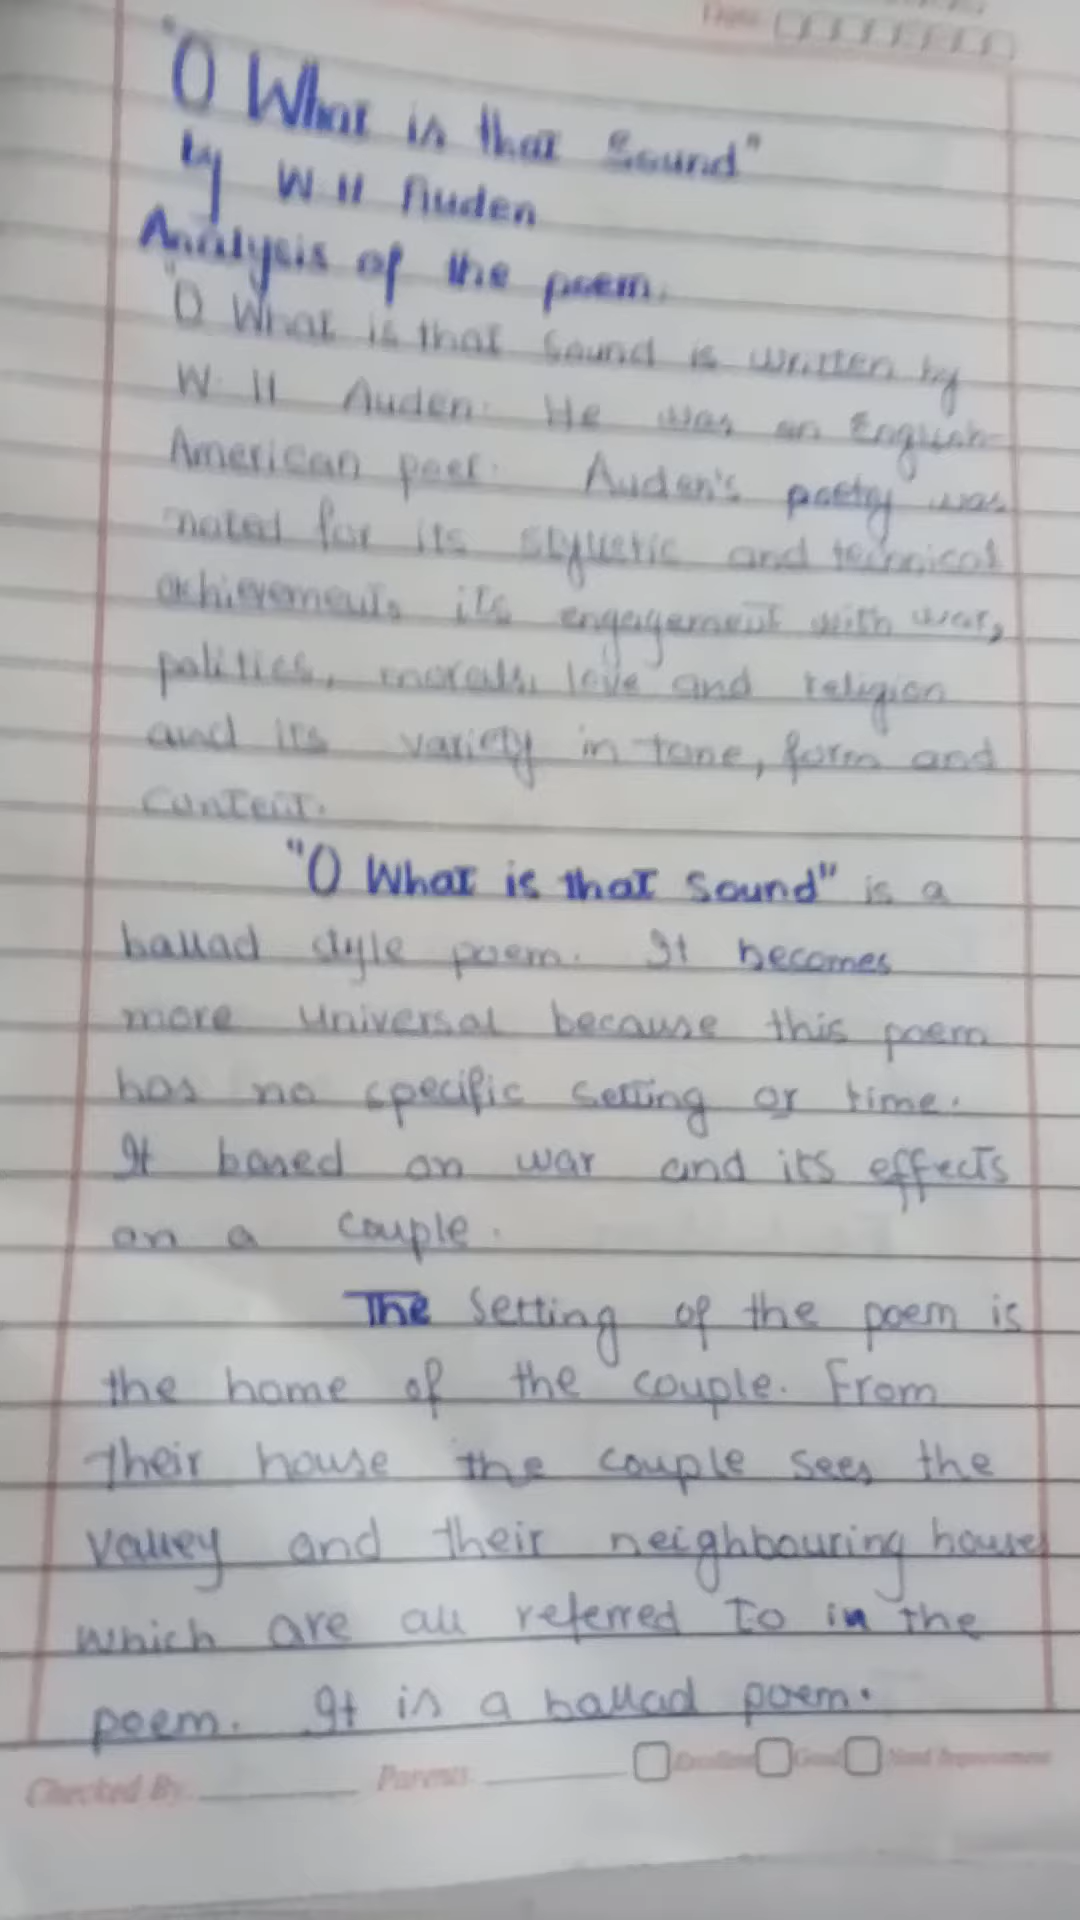 "O What is that Sound"
by W H Auden
Analysis of the poem.
"O What is that Sound is written by
W. H Auden. He was an English-
American poet. Auden's poetry was
noted for its stylistic and technical
achievements its engagement with war,
politics, morals, love and religion
and its variety in tone, form and
content.
"O What is that Sound" is a
ballad style poem. It becomes
more universal because this poem
has no specific setting or time.
It based on war and its effects
on a couple.
The setting of the poem is
the home of the couple. From
their house the couple sees the
valley and their neighbouring house
which are all referred to in the
poem. It is a ballad poem.
Checked By Parents Excellent Good Need Improvement